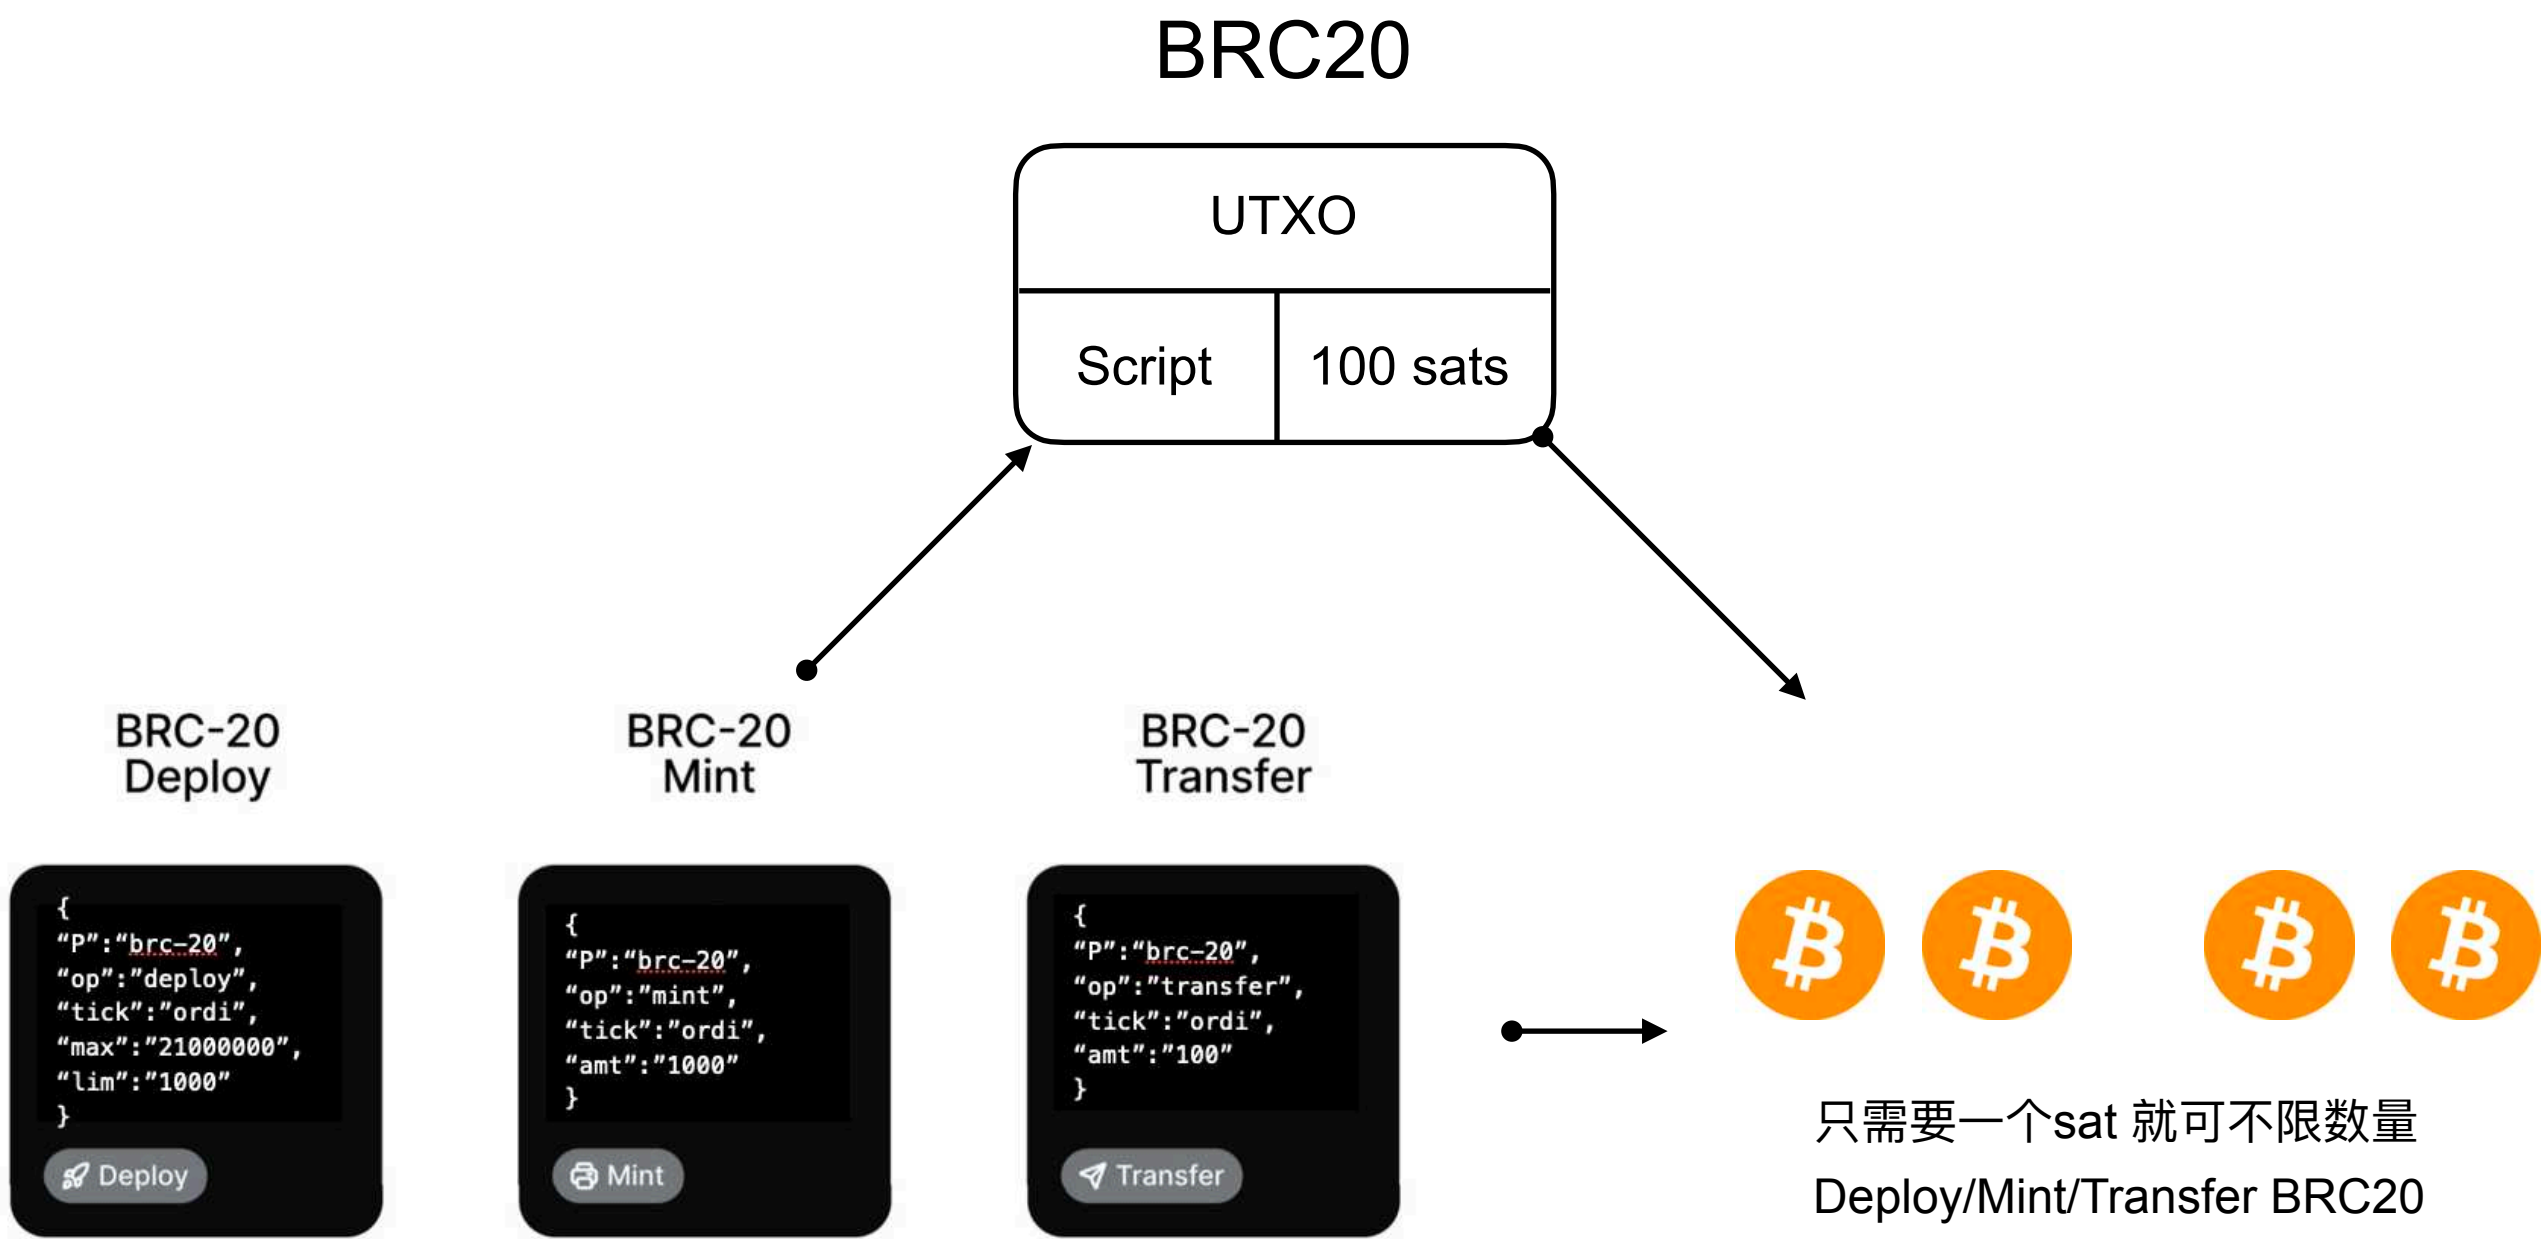 BRC20
UTXO
Script
100 sats
BRC-20
Deploy
{
“P”:“brc-20”,
“op”:”deploy”,
“tick”:”ordi”,
“max”:”21000000”,
“lim”:”1000”
}
Deploy
BRC-20
Mint
{
“P”:“brc-20”,
“op”:”mint”,
“tick”:”ordi”,
“amt”:”1000”
}
Mint
BRC-20
Transfer
{
“P”:“brc-20”,
“op”:”transfer”,
“tick”:”ordi”,
“amt”:”100”
}
Transfer
只需要一个sat 就可不限数量
Deploy/Mint/Transfer BRC20